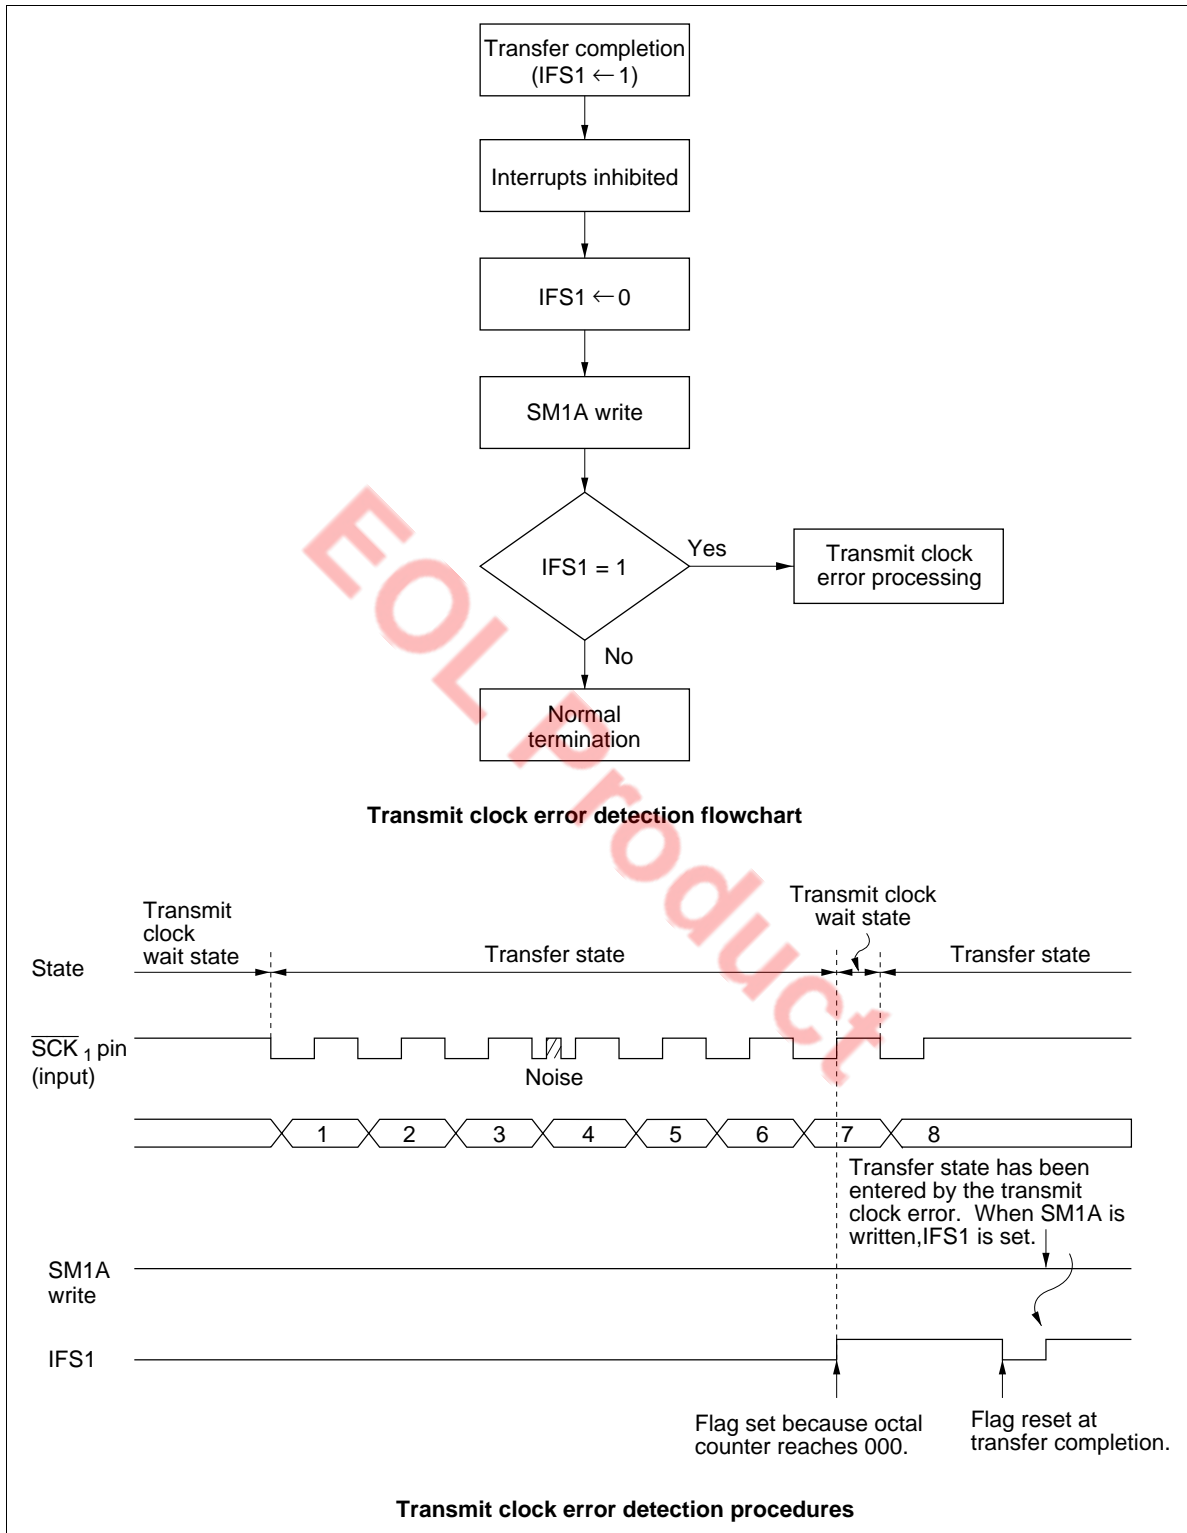 Transfer completion
(IFS1 ← 1)
Interrupts inhibited
IFS1 ← 0
SM1A write
IFS1 = 1
Yes
Transmit clock
error processing
No
Normal
termination
Transmit clock error detection flowchart
Transmit clock
wait state
Transmit
clock
wait state
Transfer state
Transfer state
State
SCK 1 pin
(input)
Noise
1 2 3 4 5 6 7 8
Transfer state has been
entered by the transmit
clock error. When SM1A is
written,IFS1 is set.
SM1A
write
IFS1
Flag set because octal
counter reaches 000.
Flag reset at
transfer completion.
Transmit clock error detection procedures
EOL Product